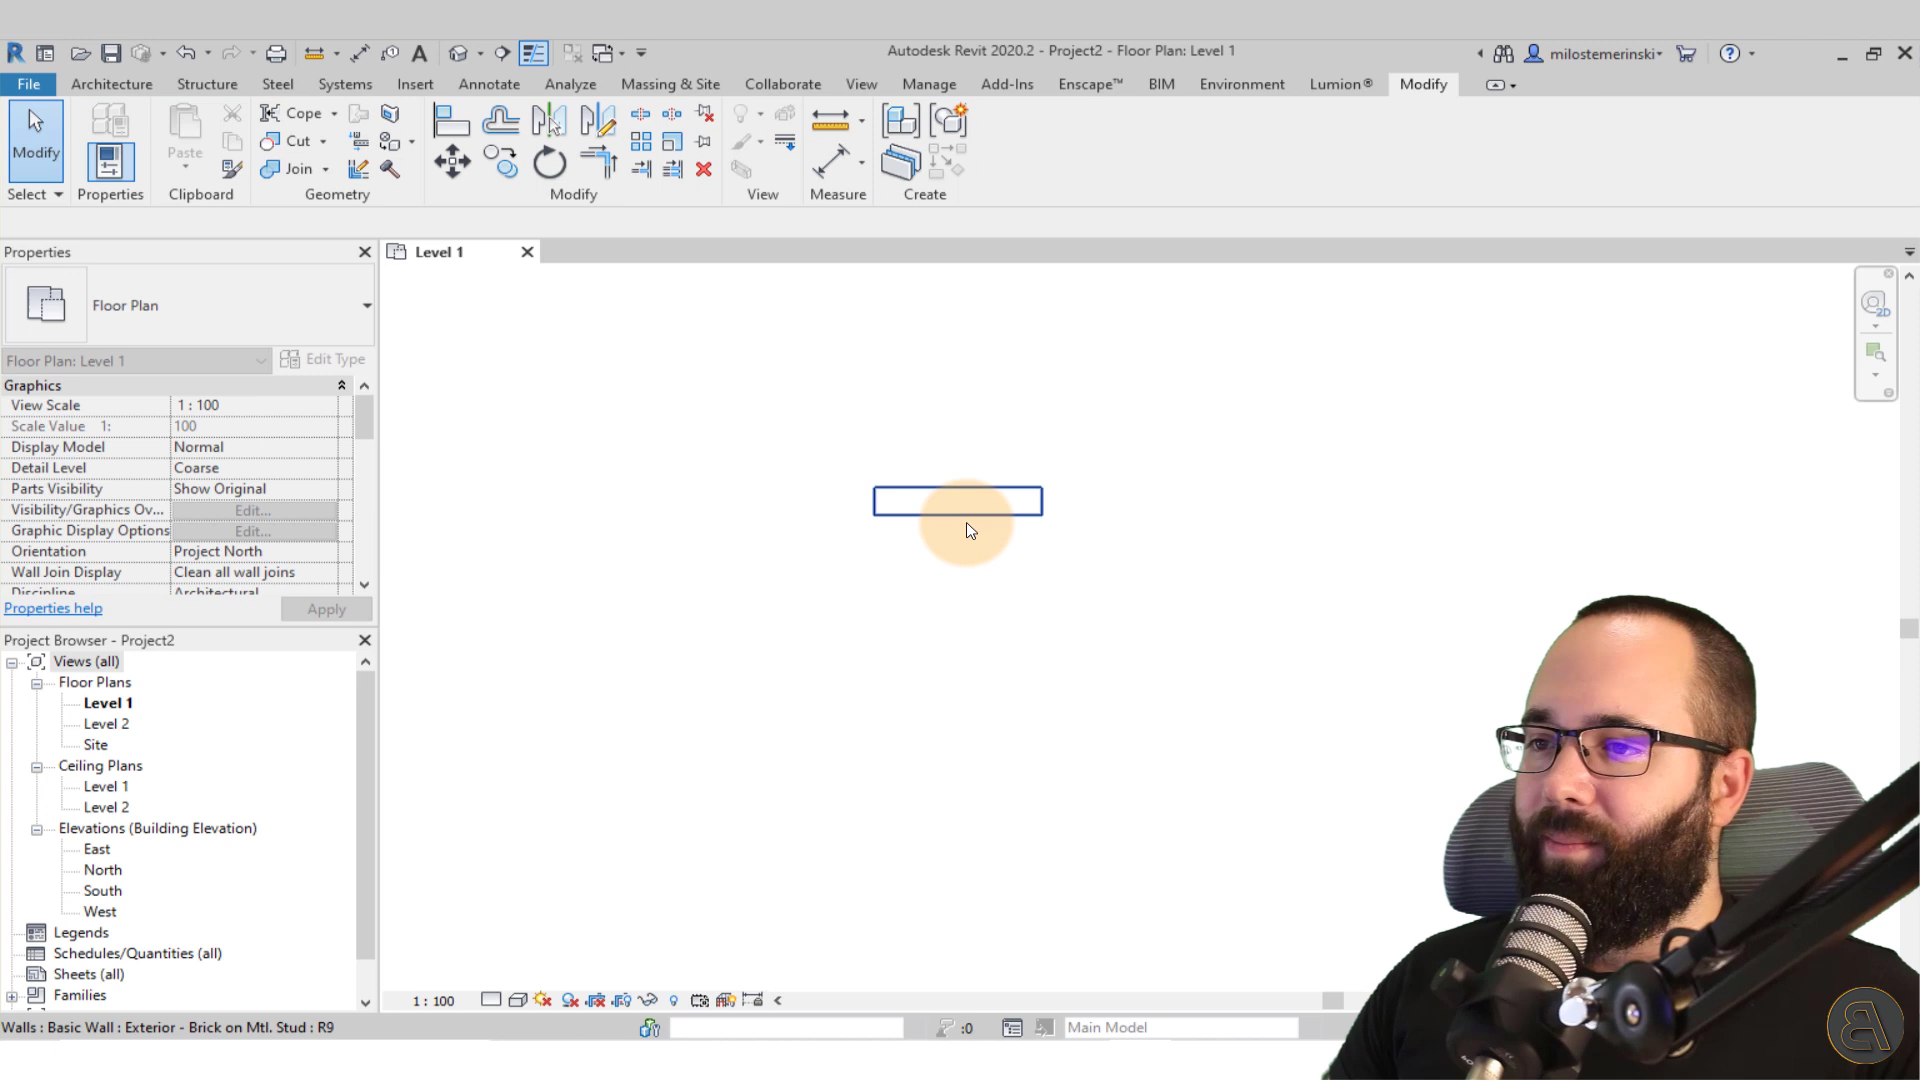 Autodesk Revit 2020.2 - Project2 - Floor Plan: Level 1
milostemerinski
File
Architecture
Structure
Steel
Systems
Insert
Annotate
Analyze
Massing & Site
Collaborate
View
Manage
Add-Ins
Enscape™
BIM
Environment
Lumion®
Modify
Modify
Paste
Cope
Cut
Join
Select
Properties
Clipboard
Geometry
Modify
View
Measure
Create
Properties
Level 1
Floor Plan
Floor Plan: Level 1
Edit Type
Graphics
View Scale 1 : 100
Scale Value 1: 100
Display Model Normal
Detail Level Coarse
Parts Visibility Show Original
Visibility/Graphics Ov... Edit...
Graphic Display Options Edit...
Orientation Project North
Wall Join Display Clean all wall joins
Discipline Architectural
Properties help
Apply
Project Browser - Project2
Views (all)
Floor Plans
Level 1
Level 2
Site
Ceiling Plans
Level 1
Level 2
Elevations (Building Elevation)
East
North
South
West
Legends
Schedules/Quantities (all)
Sheets (all)
Families
1 : 100
Walls : Basic Wall : Exterior - Brick on Mtl. Stud : R9
:0
Main Model
2D